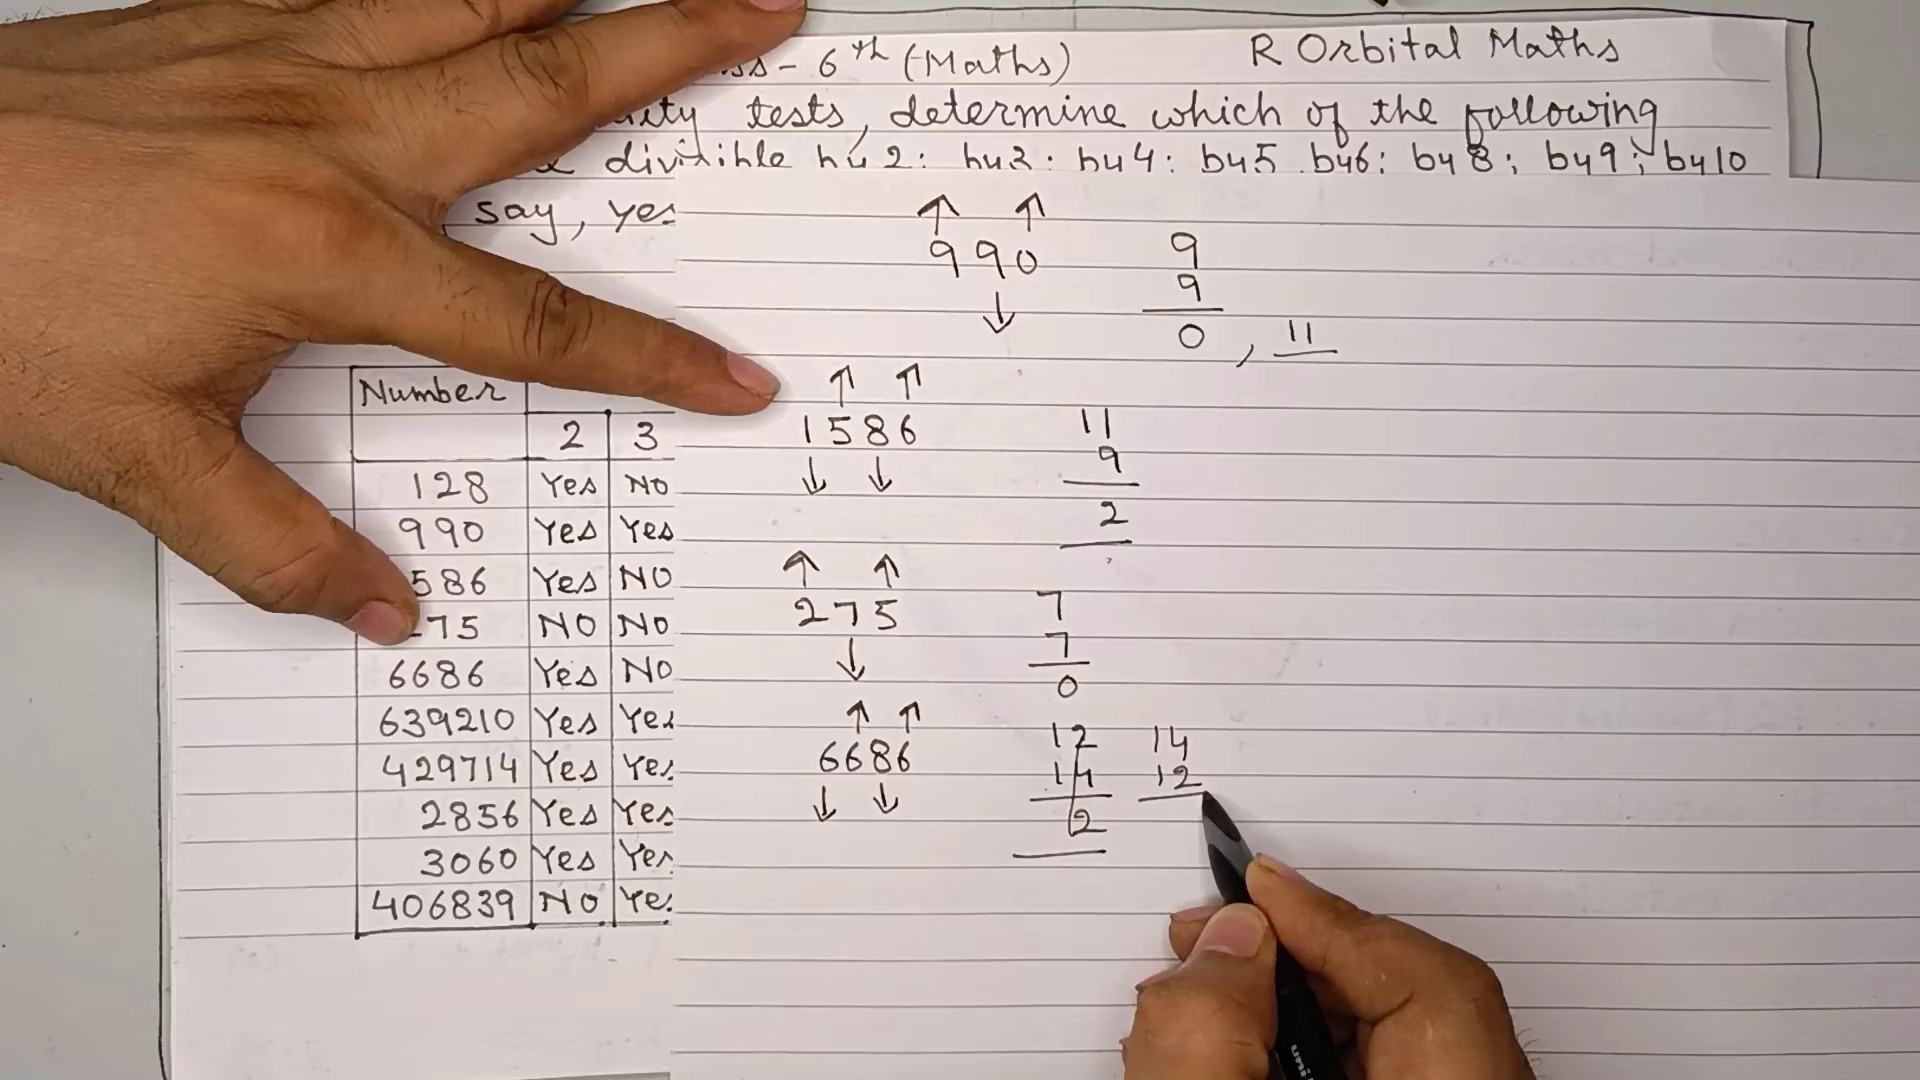 6th (Maths) R Orbital Maths
tests, determine which of the following
divisible by 2; by 3; by 4; by 5 by 6; by 8; by 9; by 10
say, yes
990 9
9
0, 11
Number
2 3
1586 11
9
2
128 Yes NO
990 Yes Yes
586 Yes NO
275 7
7
0
75 NO NO
6686 Yes NO
639210 Yes Yes
6686 12 14
14 12
2
429714 Yes Yes
2856 Yes Yes
3060 Yes Yes
406839 NO Yes